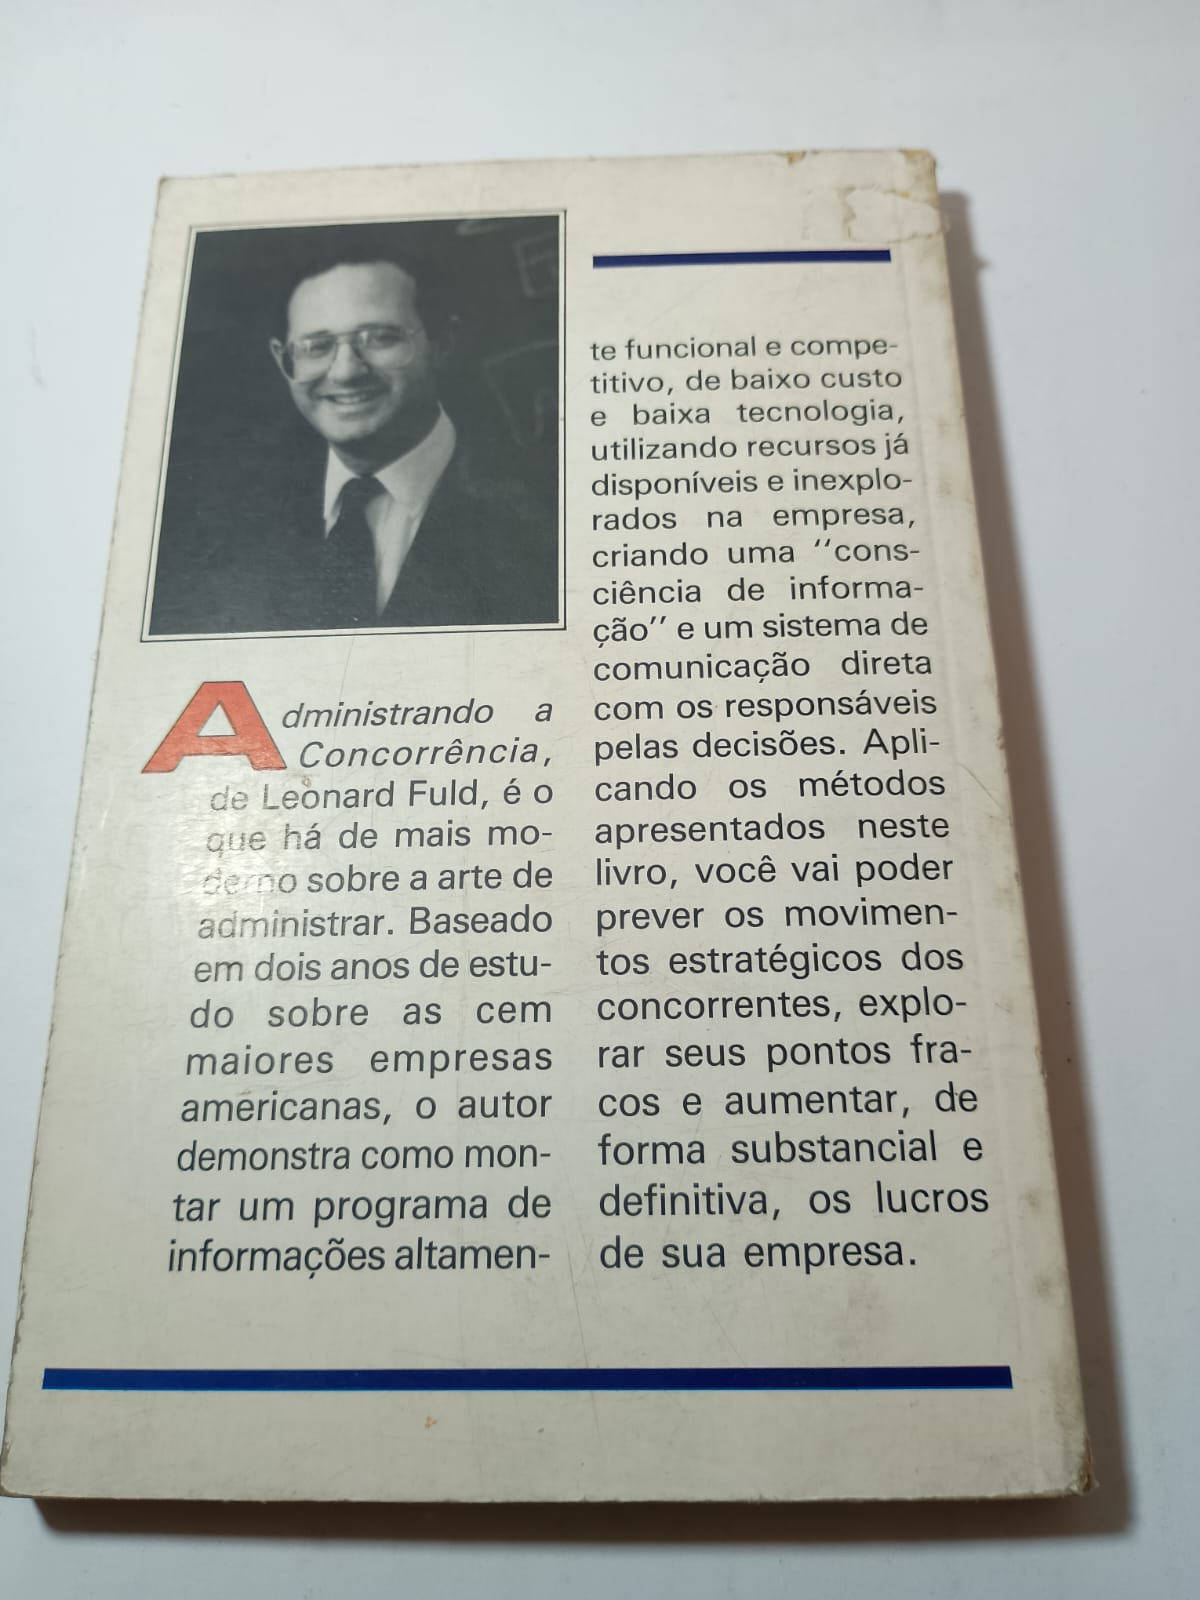 Administrando a
Concorrência,
de Leonard Fuld, é o
que há de mais mo-
derno sobre a arte de
administrar. Baseado
em dois anos de estu-
do sobre as cem
maiores empresas
americanas, o autor
demonstra como mon-
tar um programa de
informações altamen-
te funcional e compe-
titivo, de baixo custo
e baixa tecnologia,
utilizando recursos já
disponíveis e inexplo-
rados na empresa,
criando uma "cons-
ciência de informa-
ção" e um sistema de
comunicação direta
com os responsáveis
pelas decisões. Apli-
cando os métodos
apresentados neste
livro, você vai poder
prever os movimen-
tos estratégicos dos
concorrentes, explo-
rar seus pontos fra-
cos e aumentar, de
forma substancial e
definitiva, os lucros
de sua empresa.